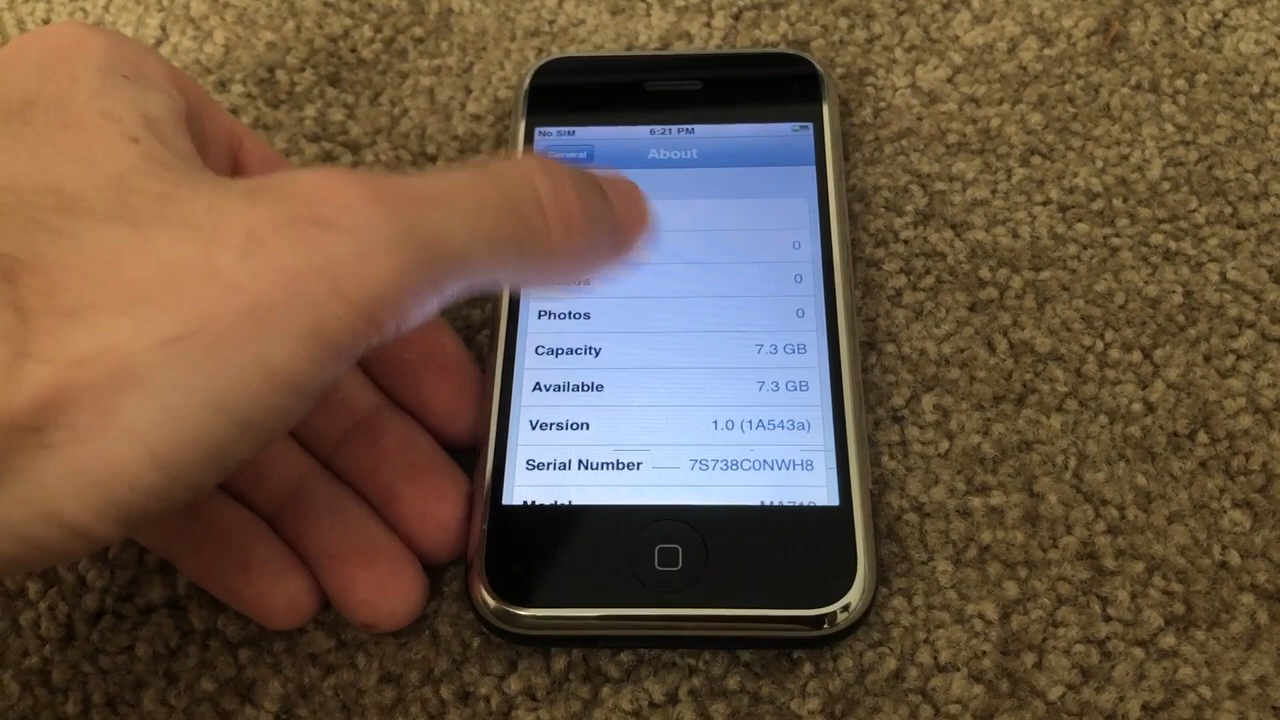 No SIM 6:21 PM
General About
0
0
Photos 0
Capacity 7.3 GB
Available 7.3 GB
Version 1.0 (1A543a)
Serial Number 7S738C0NWH8
Model